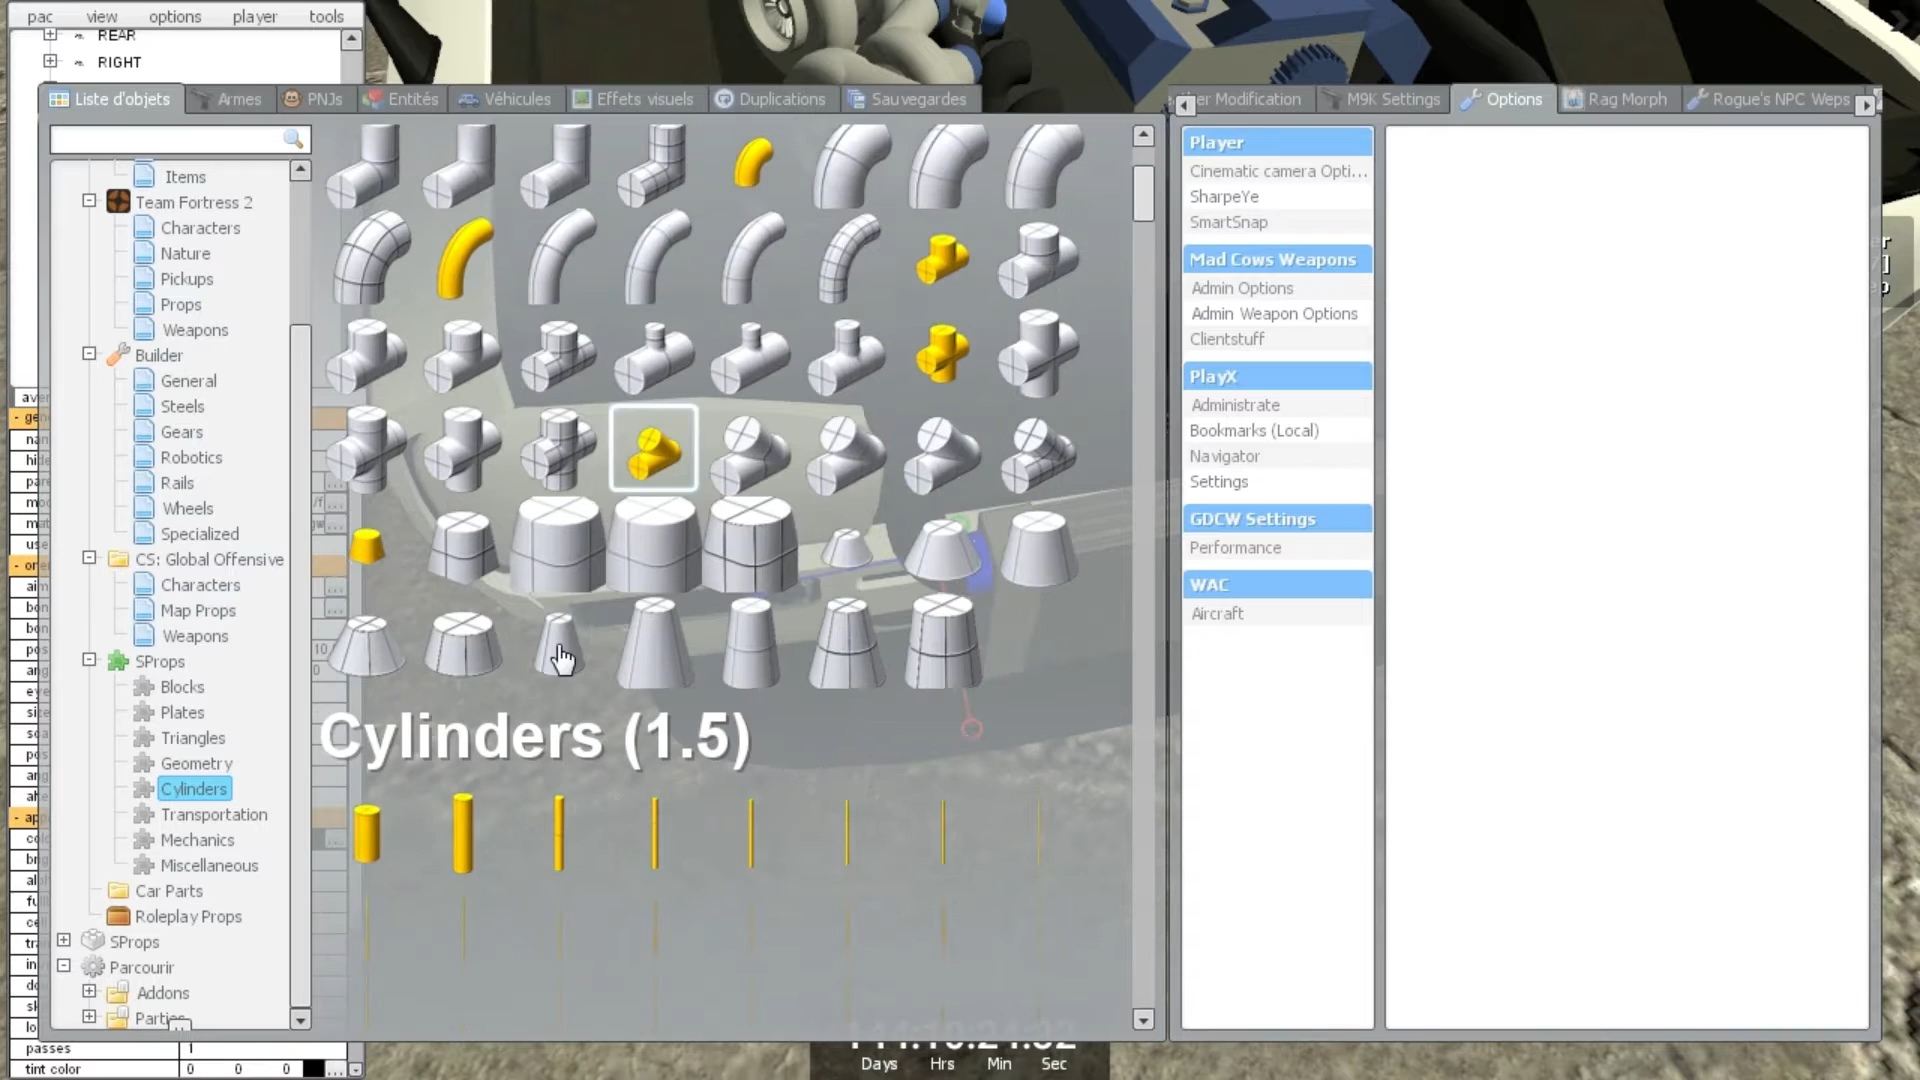 pac view options player tools
REAR
RIGHT
Liste d'objets Armes PNJs Entités Véhicules Effets visuels Duplications Sauvegardes
Modification M9K Settings Options Rag Morph Rogue's NPC Weps
Items
Team Fortress 2
Characters
Nature
Pickups
Props
Weapons
Builder
General
Steels
Gears
Robotics
Rails
Wheels
Specialized
CS: Global Offensive
Characters
Map Props
Weapons
SProps
Blocks
Plates
Triangles
Geometry
Cylinders
Transportation
Mechanics
Miscellaneous
Car Parts
Roleplay Props
SProps
Parcourir
Addons
Cylinders (1.5)
Player
Cinematic camera Opti...
SharpeYe
SmartSnap
Mad Cows Weapons
Admin Options
Admin Weapon Options
Clientstuff
PlayX
Administrate
Bookmarks (Local)
Navigator
Settings
GDCW Settings
Performance
WAC
Aircraft
passes 1
tint color 0 0 0
Days Hrs Min Sec